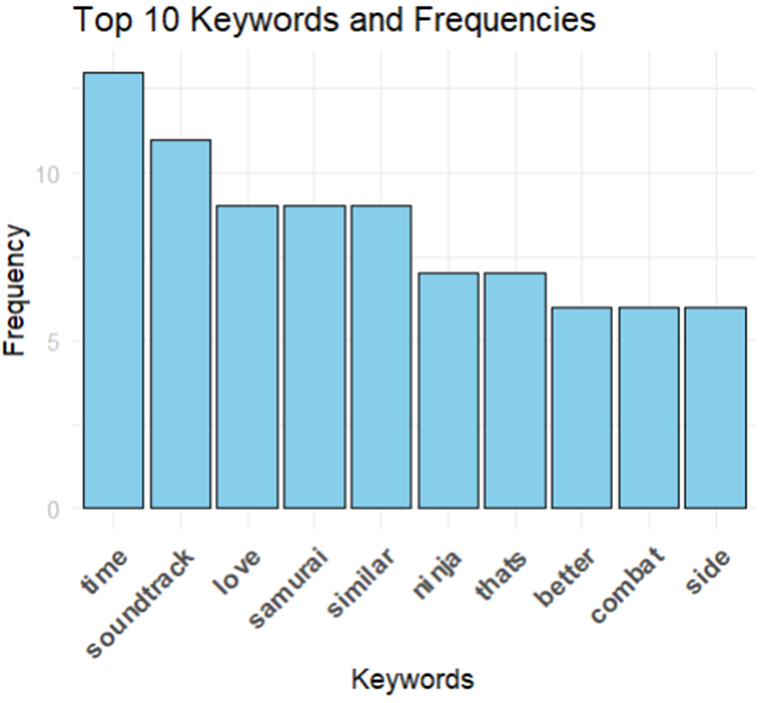 Top 10 Keywords and Frequencies
Frequency
10
5
0
time
soundtrack
love
samurai
similar
ninja
thats
better
combat
side
Keywords